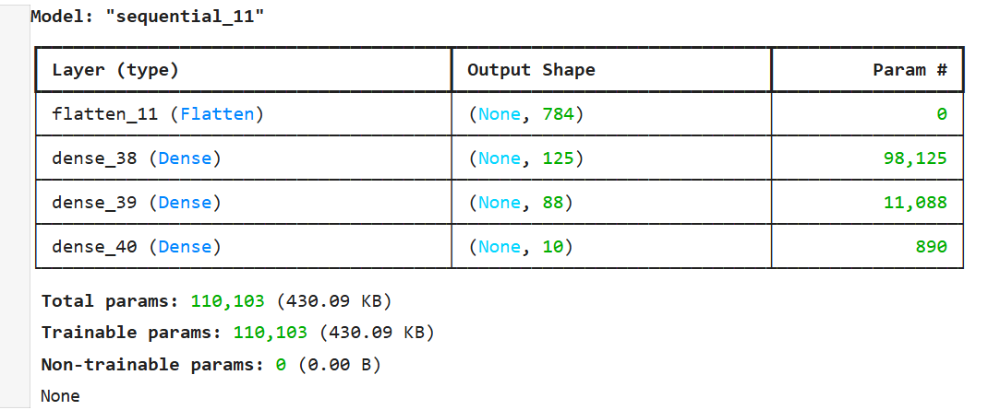 Model: "sequential_11"
Layer (type) Output Shape Param #
flatten_11 (Flatten) (None, 784) 0
dense_38 (Dense) (None, 125) 98,125
dense_39 (Dense) (None, 88) 11,088
dense_40 (Dense) (None, 10) 890
Total params: 110,103 (430.09 KB)
Trainable params: 110,103 (430.09 KB)
Non-trainable params: 0 (0.00 B)
None